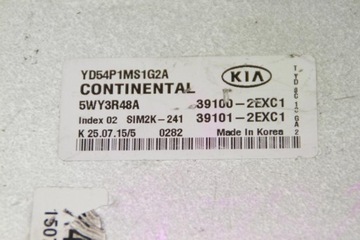 YD54P1MS1G2A
CONTINENTAL
KIA
5WY3R48A 39100-2EXC1
Index 02 SIM2K-241 39101-2EXC1
K 25.07.15/5 0282 Made in Korea